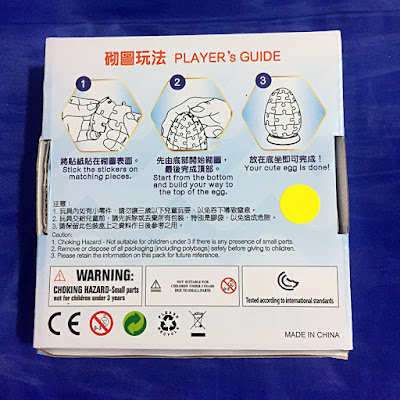 砌圖玩法 PLAYER's GUIDE
1
2
3
將貼紙貼在砌圖表面。
Stick the stickers on
matching pieces.
先由底部開始砌圖，
最後完成頂部。
Start from the bottom
and build your way to
the top of the egg.
放在底坐即可完成！
Your cute egg is done!
注意：
1. 玩具內如有小零件，請勿讓三歲以下兒童玩耍，以免吞下導致窒息。
2. 玩具交給兒童前，請先拆除或丟棄所有包裝，特別是膠袋，以免造成危險。
3. 請保留此包裝盒上之資料作日後參考之用。
Caution:
1. Choking Hazard - Not suitable for children under 3 if there is any presence of small parts.
2. Remove or dispose of all packaging (including polybags) safely before giving to children.
3. Please retain the information on this pack for future reference.
WARNING:
CHOKING HAZARD-Small parts
not for children under 3 years
NOT SUITABLE FOR
CHILDREN UNDER 3 YEARS
DUE TO SMALL PARTS.
Tested according to international standards
CE
0-3
MADE IN CHINA